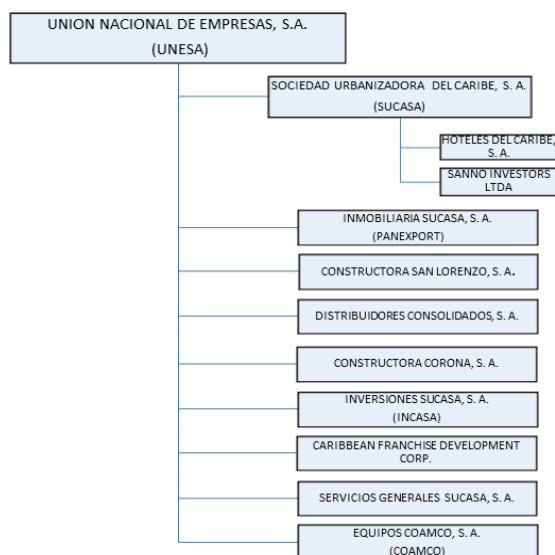 UNION NACIONAL DE EMPRESAS, S.A.
(UNESA)
SOCIEDAD URBANIZADORA DEL CARIBE, S. A.
(SUCASA)
HOTELES DEL CARIBE,
S. A.
SANNO INVESTORS
LTDA
INMOBILIARIA SUCASA, S. A.
(PANEXPORT)
CONSTRUCTORA SAN LORENZO, S. A.
DISTRIBUIDORES CONSOLIDADOS, S. A.
CONSTRUCTORA CORONA, S. A.
INVERSIONES SUCASA, S. A.
(INCASA)
CARIBBEAN FRANCHISE DEVELOPMENT
CORP.
SERVICIOS GENERALES SUCASA, S. A.
EQUIPOS COAMCO, S. A.
(COAMCO)